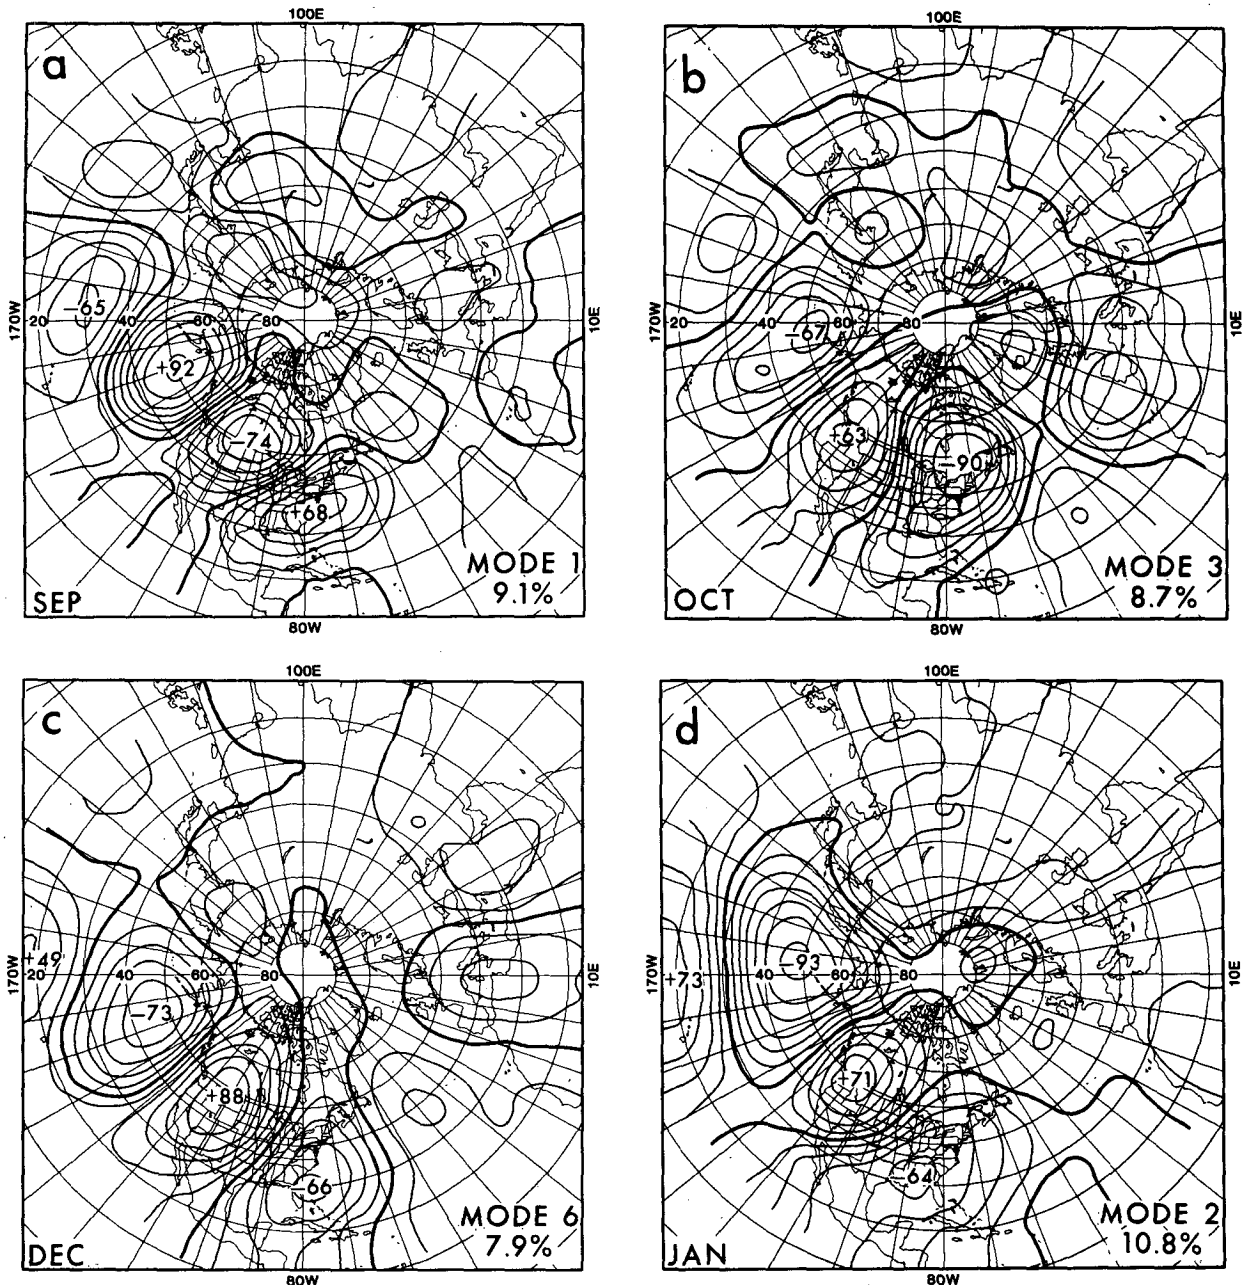 100E
a
−65
170W 20 40 60 80 10E
+92
−74
+68
MODE 1
9.1%
SEP
80W
100E
b
170W 20 40 60 80 10E
−67
+63
−90
MODE 3
8.7%
OCT
80W
100E
c
+49
170W 20 40 60 80 10E
−73
+88
−66
MODE 6
7.9%
DEC
80W
100E
d
−93
170W +73 40 60 80 10E
+71
−64
MODE 2
10.8%
JAN
80W